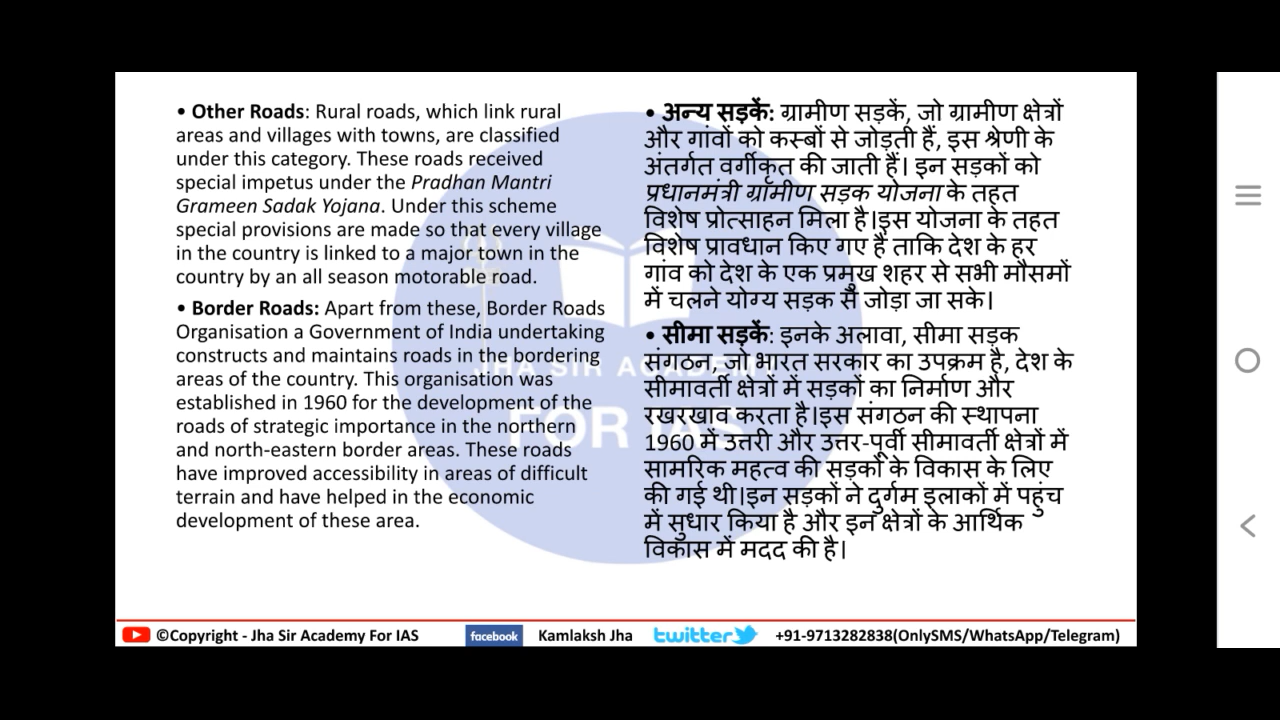 • Other Roads: Rural roads, which link rural
areas and villages with towns, are classified
under this category. These roads received
special impetus under the Pradhan Mantri
Grameen Sadak Yojana. Under this scheme
special provisions are made so that every village
in the country is linked to a major town in the
country by an all season motorable road.
• Border Roads: Apart from these, Border Roads
Organisation a Government of India undertaking
constructs and maintains roads in the bordering
areas of the country. This organisation was
established in 1960 for the development of the
roads of strategic importance in the northern
and north-eastern border areas. These roads
have improved accessibility in areas of difficult
terrain and have helped in the economic
development of these area.
• अन्य सड़कें: ग्रामीण सड़कें, जो ग्रामीण क्षेत्रों
और गांवों को कस्बों से जोड़ती हैं, इस श्रेणी के
अंतर्गत वर्गीकृत की जाती हैं। इन सड़कों को
प्रधानमंत्री ग्रामीण सड़क योजना के तहत
विशेष प्रोत्साहन मिला है।इस योजना के तहत
विशेष प्रावधान किए गए हैं ताकि देश के हर
गांव को देश के एक प्रमुख शहर से सभी मौसमों
में चलने योग्य सड़क से जोड़ा जा सके।
• सीमा सड़कें: इनके अलावा, सीमा सड़क
संगठन, जो भारत सरकार का उपक्रम है, देश के
सीमावर्ती क्षेत्रों में सड़कों का निर्माण और
रखरखाव करता है।इस संगठन की स्थापना
1960 में उत्तरी और उत्तर-पूर्वी सीमावर्ती क्षेत्रों में
सामरिक महत्व की सड़कों के विकास के लिए
की गई थी।इन सड़कों ने दुर्गम इलाकों में पहुंच
में सुधार किया है और इन क्षेत्रों के आर्थिक
विकास में मदद की है।
JHA SIR ACADEMY
FOR IAS
©Copyright - Jha Sir Academy For IAS facebook Kamlaksh Jha twitter +91-9713282838(OnlySMS/WhatsApp/Telegram)